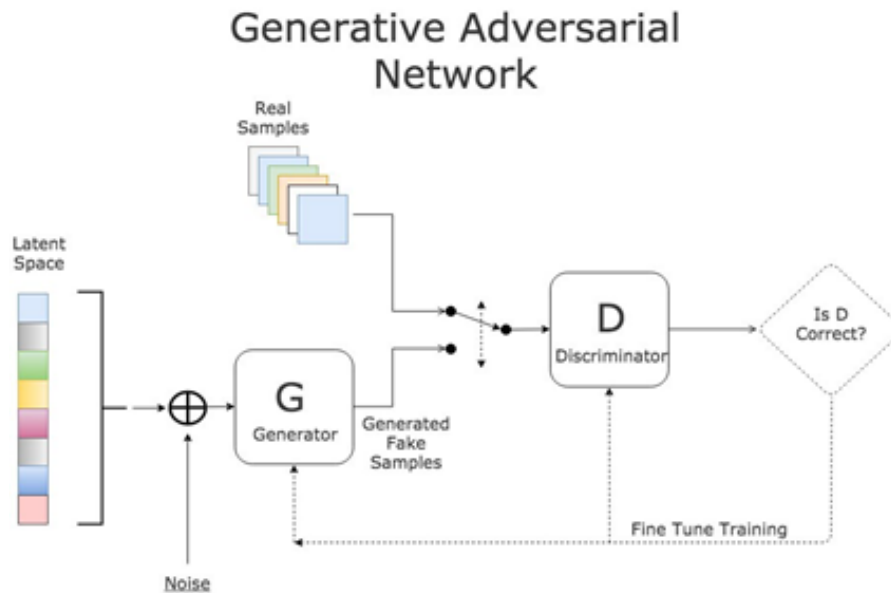 Generative Adversarial
Network
Real
Samples
Latent
Space
G
Generator
Generated
Fake
Samples
D
Discriminator
Is D
Correct?
Fine Tune Training
Noise